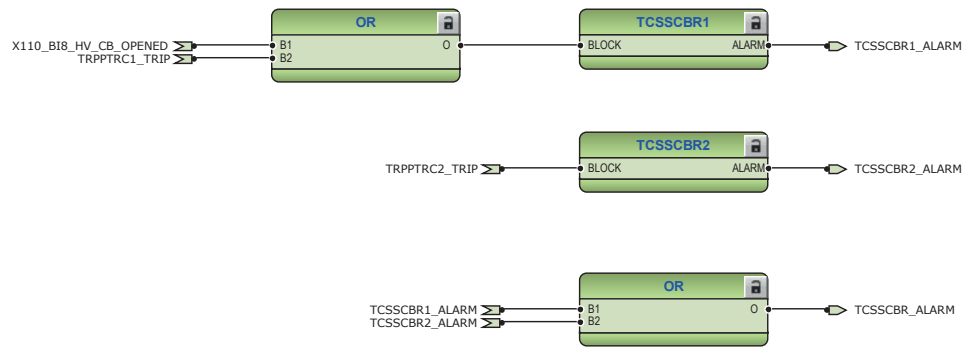 OR
TCSSCBR1
X110_BI8_HV_CB_OPENED B1 O BLOCK ALARM TCSSCBR1_ALARM
TRPPTRC1_TRIP B2
TCSSCBR2
TRPPTRC2_TRIP BLOCK ALARM TCSSCBR2_ALARM
OR
TCSSCBR1_ALARM B1 O TCSSCBR_ALARM
TCSSCBR2_ALARM B2